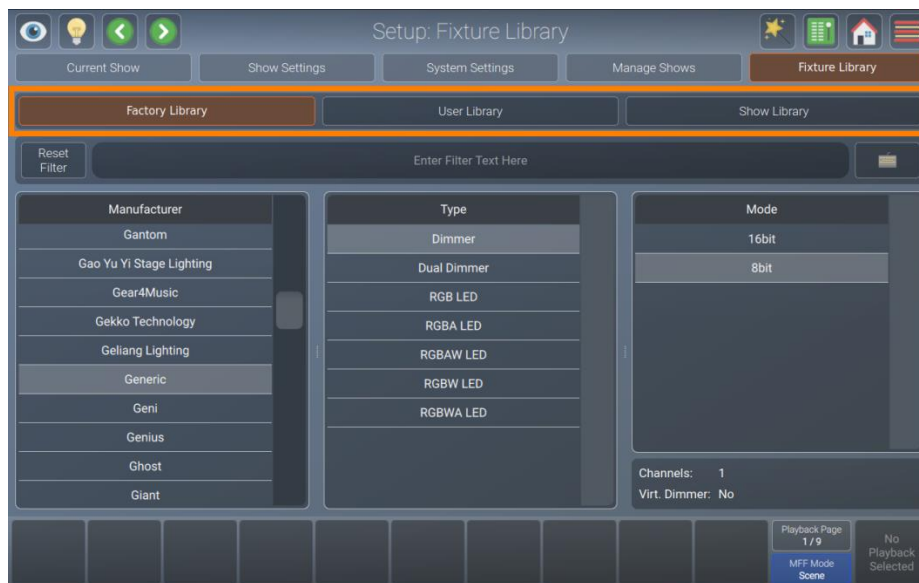 Setup: Fixture Library
Current Show
Show Settings
System Settings
Manage Shows
Fixture Library
Factory Library
User Library
Show Library
Reset
Filter
Enter Filter Text Here
Manufacturer
Gantom
Gao Yu Yi Stage Lighting
Gear4Music
Gekko Technology
Geliang Lighting
Generic
Geni
Genius
Ghost
Giant
Type
Dimmer
Dual Dimmer
RGB LED
RGBA LED
RGBAW LED
RGBW LED
RGBWA LED
Mode
16bit
8bit
Channels: 1
Virt. Dimmer: No
Playback Page
1 / 9
MFF Mode
Scene
No
Playback
Selected